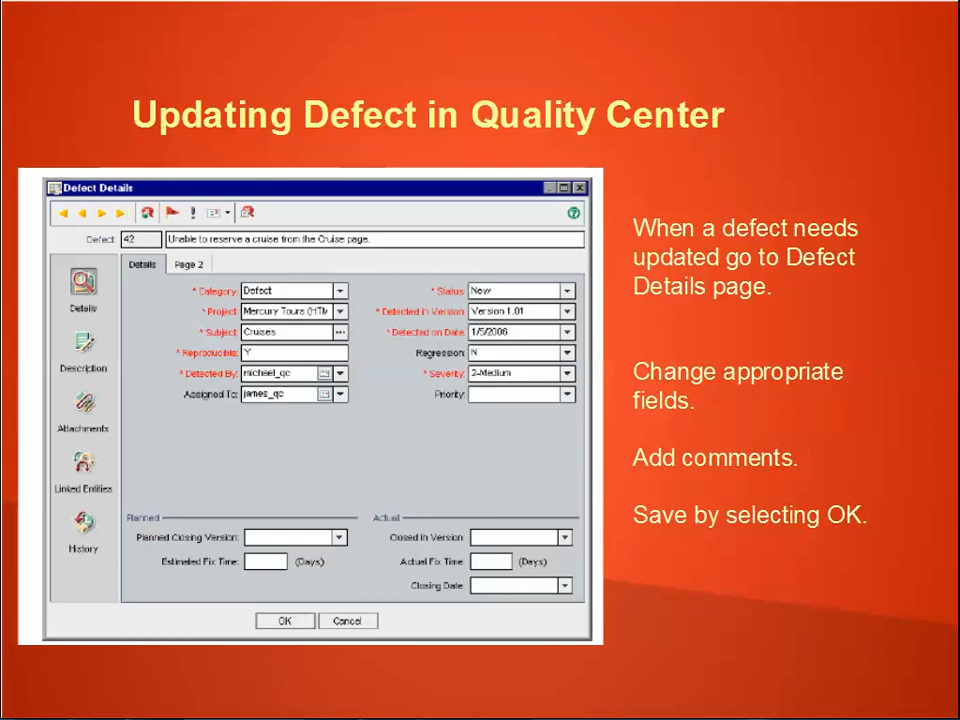 Updating Defect in Quality Center
Defect Details
Defect: 42 Unable to reserve a cruise from the Cruise page.
Details Page 2
Details
Description
Attachments
Linked Entities
History
* Category: Defect
* Project: Mercury Tours (HTM
* Subject: Cruises
* Reproducible: Y
* Detected By: michael_qc
Assigned To: james_qc
* Status: New
* Detected in Version: Version 1.01
* Detected on Date: 1/5/2006
Regression: N
* Severity: 2-Medium
Priority:
Planned
Planned Closing Version:
Estimated Fix Time: (Days)
Actual
Closed in Version:
Actual Fix Time: (Days)
Closing Date:
OK Cancel
When a defect needs
updated go to Defect
Details page.
Change appropriate
fields.
Add comments.
Save by selecting OK.